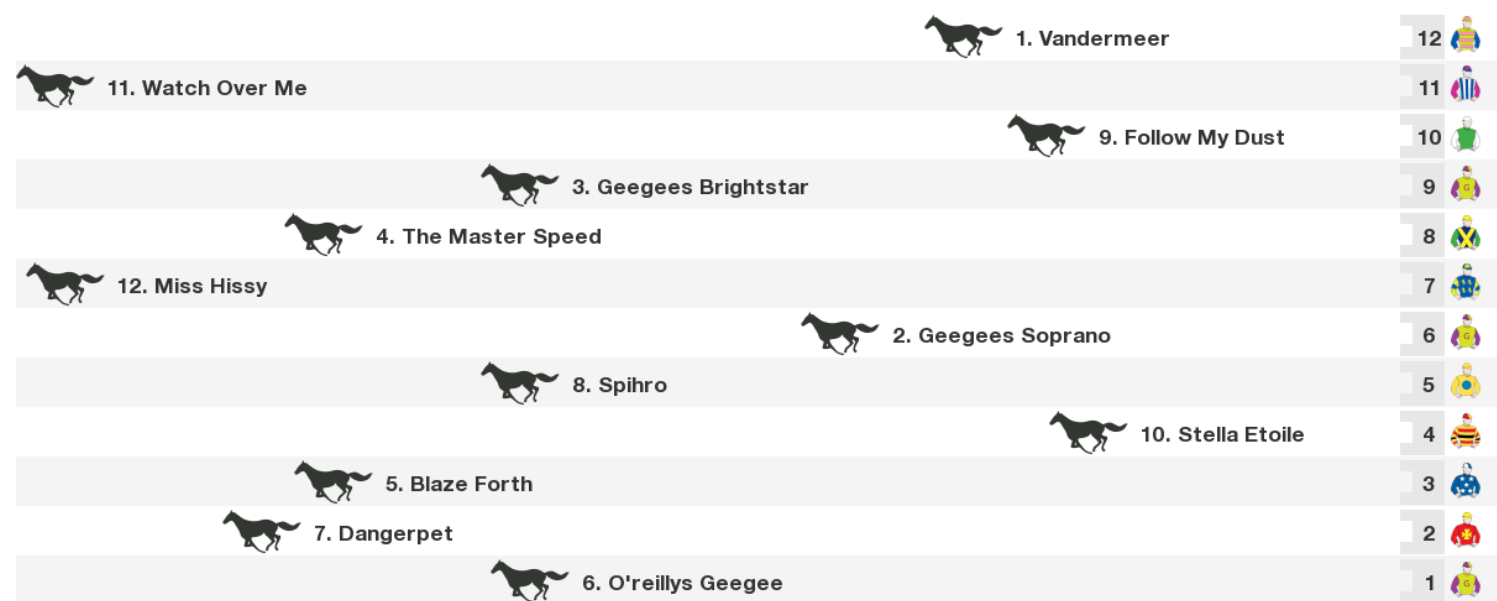 1. Vandermeer 12
11. Watch Over Me 11
9. Follow My Dust 10
3. Geegees Brightstar 9
G
4. The Master Speed 8
12. Miss Hissy 7
2. Geegees Soprano 6
G
8. Spihro 5
10. Stella Etoile 4
5. Blaze Forth 3
7. Dangerpet 2
6. O'reillys Geegee 1
G